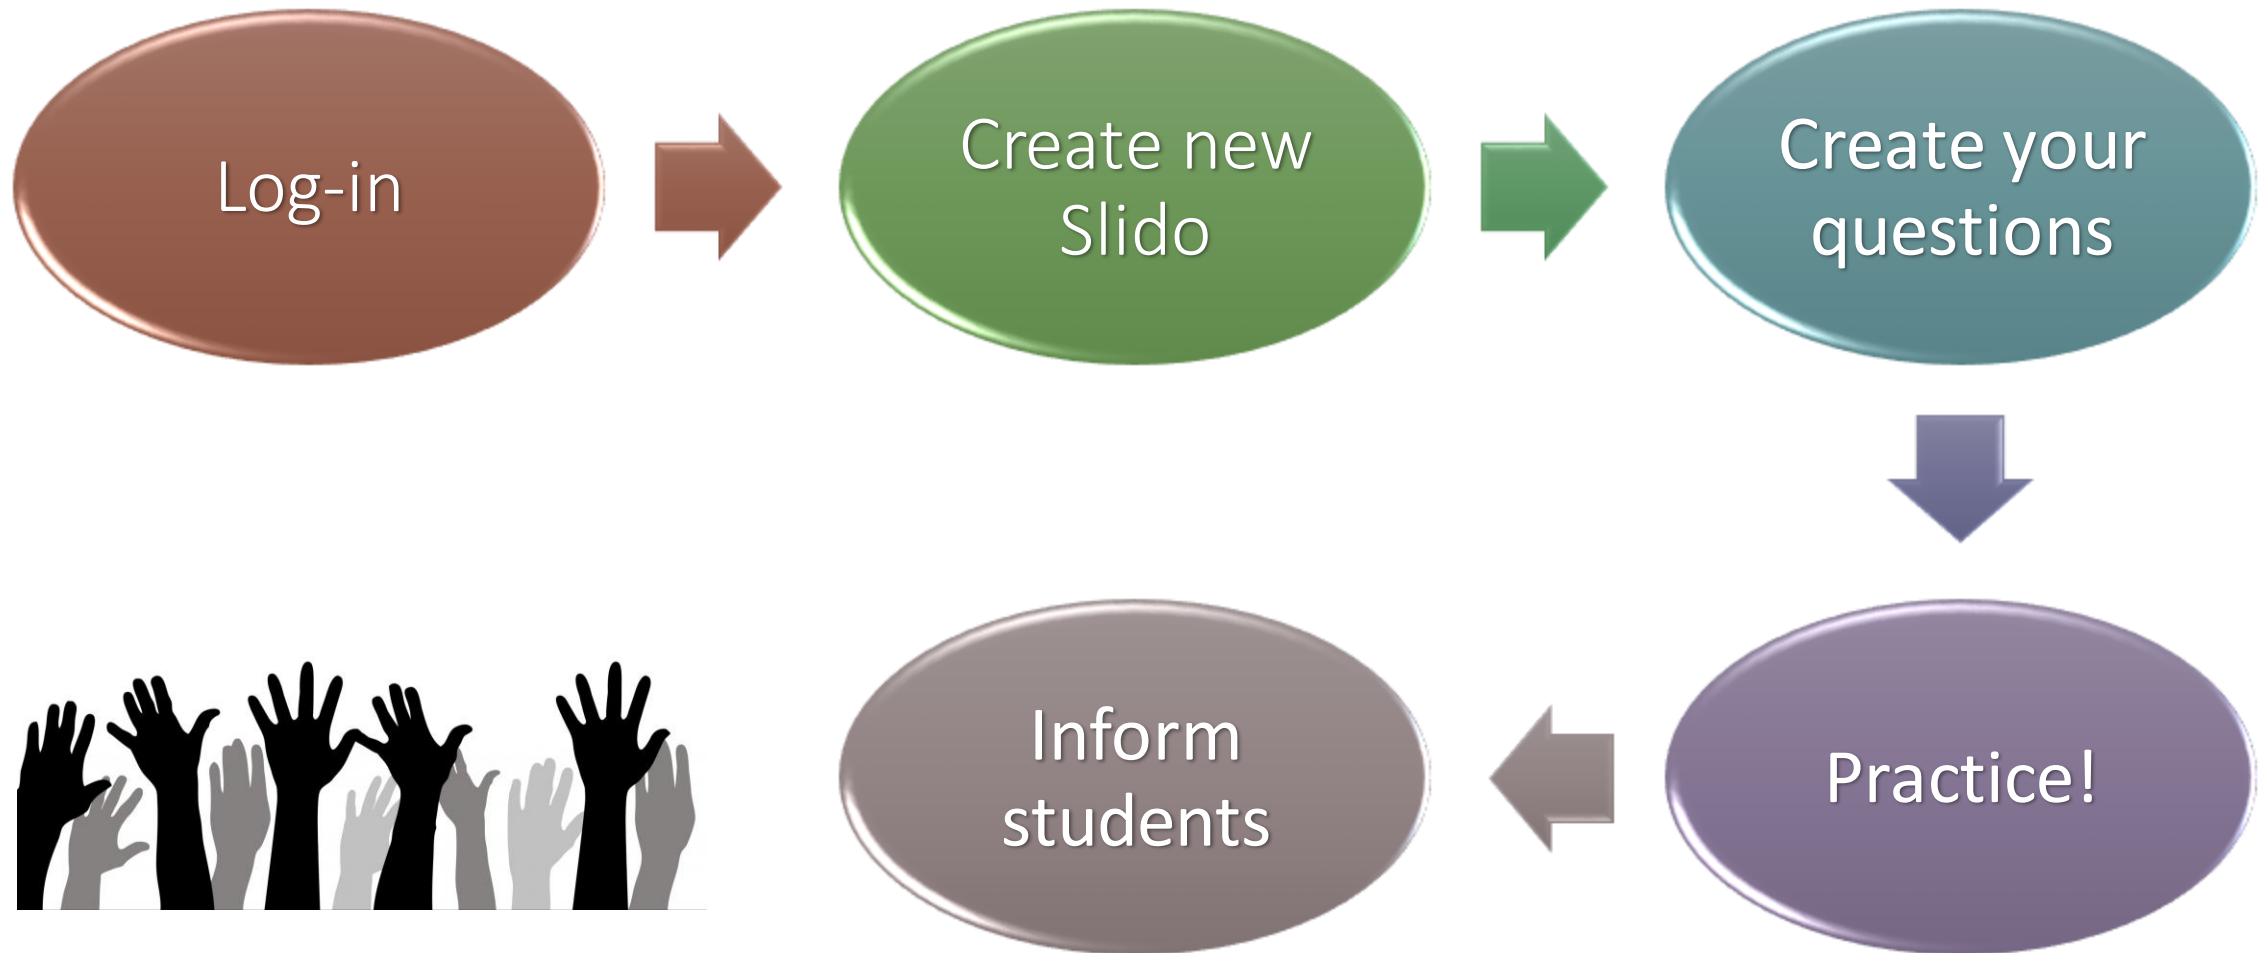 Log-in
Create new
Slido
Create your
questions
Practice!
Inform
students